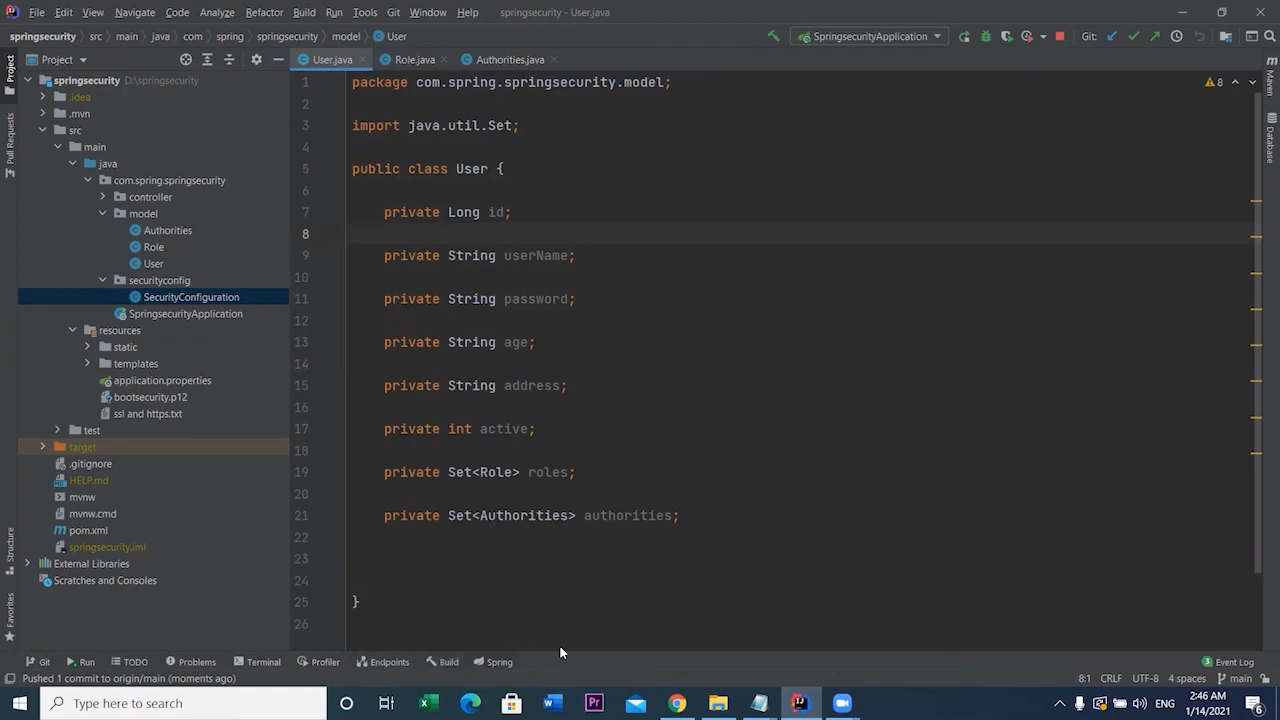 File Edit View Navigate Code Analyze Refactor Build Run Tools Git Window Help springsecurity - User.java
springsecurity src main java com spring springsecurity model User SpringsecurityApplication Git:
Project User.java Role.java Authorities.java
Project
Pull Requests
Structure
Favorites
springsecurity D:\springsecurity
.idea
.mvn
src
main
java
com.spring.springsecurity
controller
model
Authorities
Role
User
securityconfig
SecurityConfiguration
SpringsecurityApplication
resources
static
templates
application.properties
bootsecurity.p12
ssl and https.txt
test
target
.gitignore
HELP.md
mvnw
mvnw.cmd
pom.xml
springsecurity.iml
External Libraries
Scratches and Consoles
1 package com.spring.springsecurity.model;
2
3 import java.util.Set;
4
5 public class User {
6
7 private Long id;
8
9 private String userName;
10
11 private String password;
12
13 private String age;
14
15 private String address;
16
17 private int active;
18
19 private Set<Role> roles;
20
21 private Set<Authorities> authorities;
22
23
24
25 }
26
8
Maven
Database
Git Run TODO Problems Terminal Profiler Endpoints Build Spring Event Log
Pushed 1 commit to origin/main (moments ago) 8:1 CRLF UTF-8 4 spaces main
Type here to search ENG 2:46 AM
1/14/2021
6